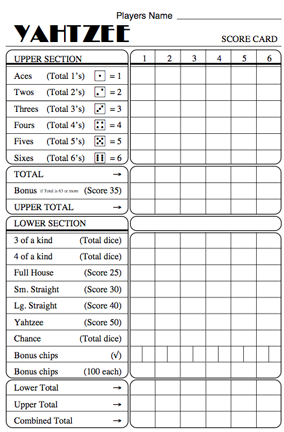 Players Name
YAHTZEE
SCORE CARD
UPPER SECTION 1 2 3 4 5 6
Aces (Total 1's) = 1
Twos (Total 2's) = 2
Threes (Total 3's) = 3
Fours (Total 4's) = 4
Fives (Total 5's) = 5
Sixes (Total 6's) = 6
TOTAL →
Bonus if Total is 63 or more (Score 35)
UPPER TOTAL →
LOWER SECTION
3 of a kind (Total dice)
4 of a kind (Total dice)
Full House (Score 25)
Sm. Straight (Score 30)
Lg. Straight (Score 40)
Yahtzee (Score 50)
Chance (Total dice)
Bonus chips (√)
Bonus chips (100 each)
Lower Total →
Upper Total →
Combined Total →